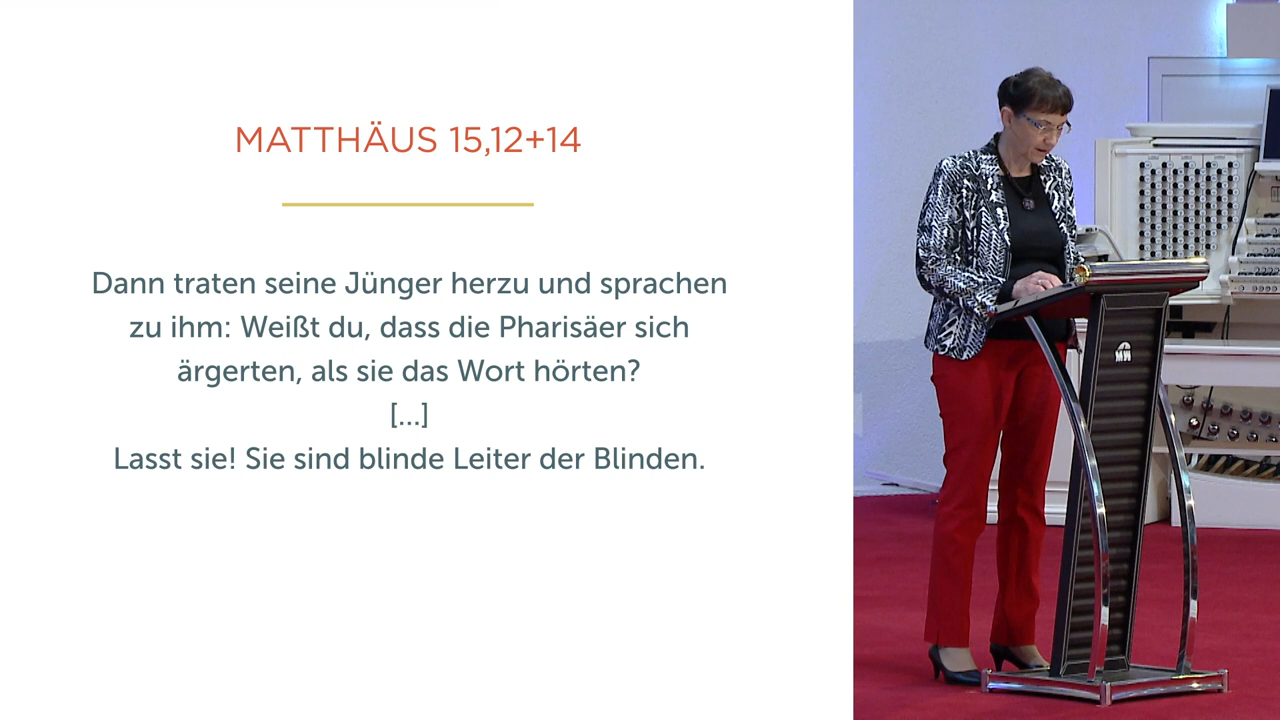 MATTHÄUS 15,12+14
Dann traten seine Jünger herzu und sprachen
zu ihm: Weißt du, dass die Pharisäer sich
ärgerten, als sie das Wort hörten?
[...]
Lasst sie! Sie sind blinde Leiter der Blinden.